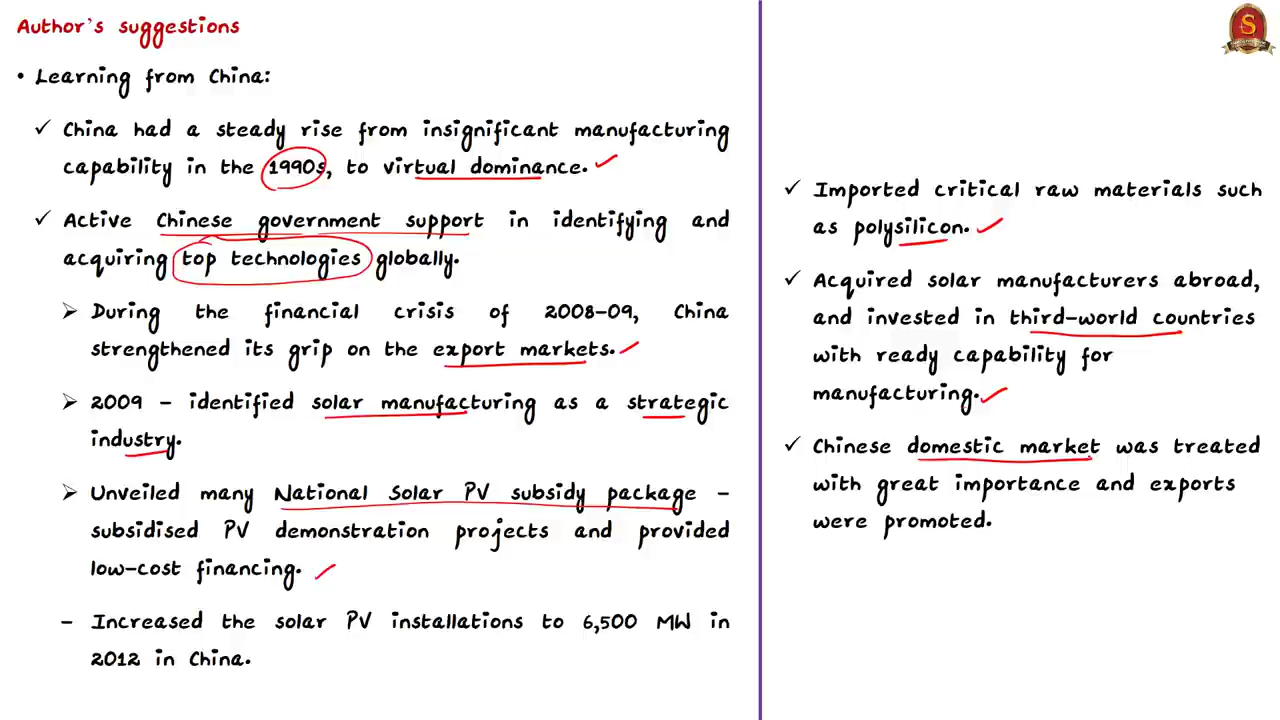 Author's suggestions
• Learning from China:
✓ China had a steady rise from insignificant manufacturing
capability in the 1990s, to virtual dominance.
✓ Active Chinese government support in identifying and
acquiring top technologies globally.
➢ During the financial crisis of 2008-09, China
strengthened its grip on the export markets.
➢ 2009 - identified solar manufacturing as a strategic
industry.
➢ Unveiled many National Solar PV subsidy package -
subsidised PV demonstration projects and provided
low-cost financing.
- Increased the solar PV installations to 6,500 MW in
2012 in China.
✓ Imported critical raw materials such
as polysilicon.
✓ Acquired solar manufacturers abroad,
and invested in third-world countries
with ready capability for
manufacturing.
✓ Chinese domestic market was treated
with great importance and exports
were promoted.
S